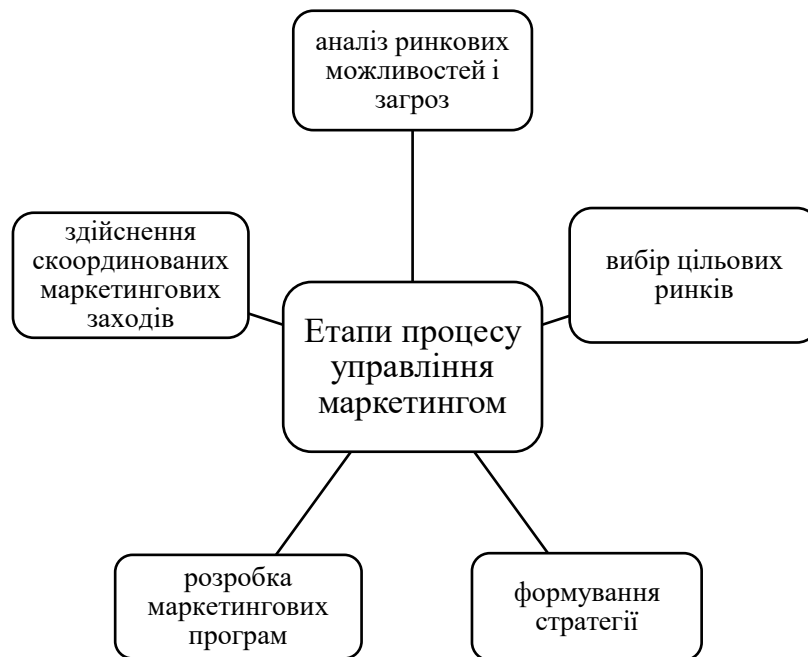 аналіз ринкових
можливостей і
загроз
здійснення
скоординованих
маркетингових
заходів
вибір цільових
ринків
Етапи процесу
управління
маркетингом
розробка
маркетингових
програм
формування
стратегії